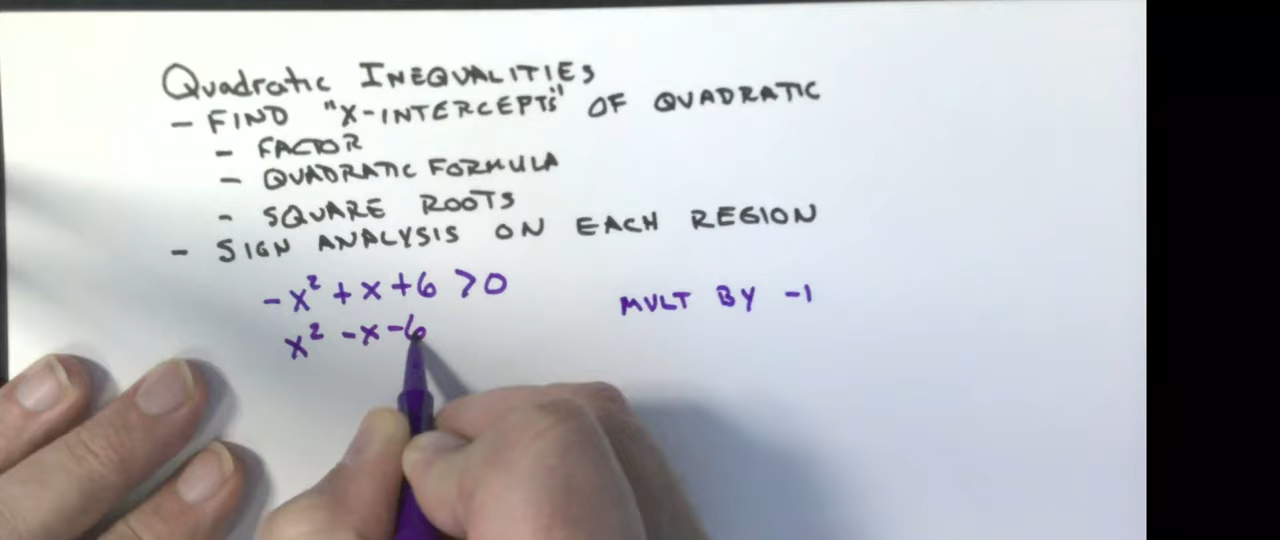 Quadratic INEQUALITIES
- FIND "X-INTERCEPTS" OF QUADRATIC
- FACTOR
- QUADRATIC FORMULA
- SQUARE ROOTS
- SIGN ANALYSIS ON EACH REGION
-x² + x + 6 > 0 MULT BY -1
x² - x - 6